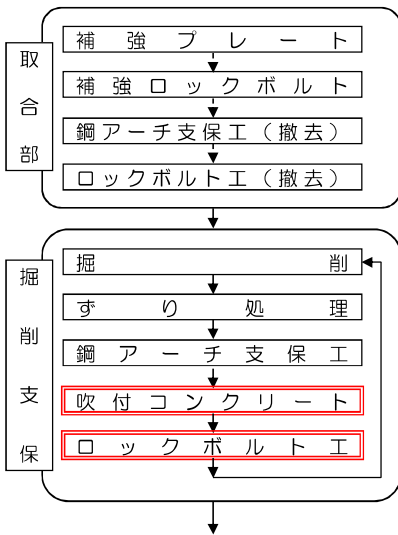 取合部
補強プレート
補強ロックボルト
鋼アーチ支保工（撤去）
ロックボルト工（撤去）
掘削支保
掘削
ずり処理
鋼アーチ支保工
吹付コンクリート
ロックボルト工